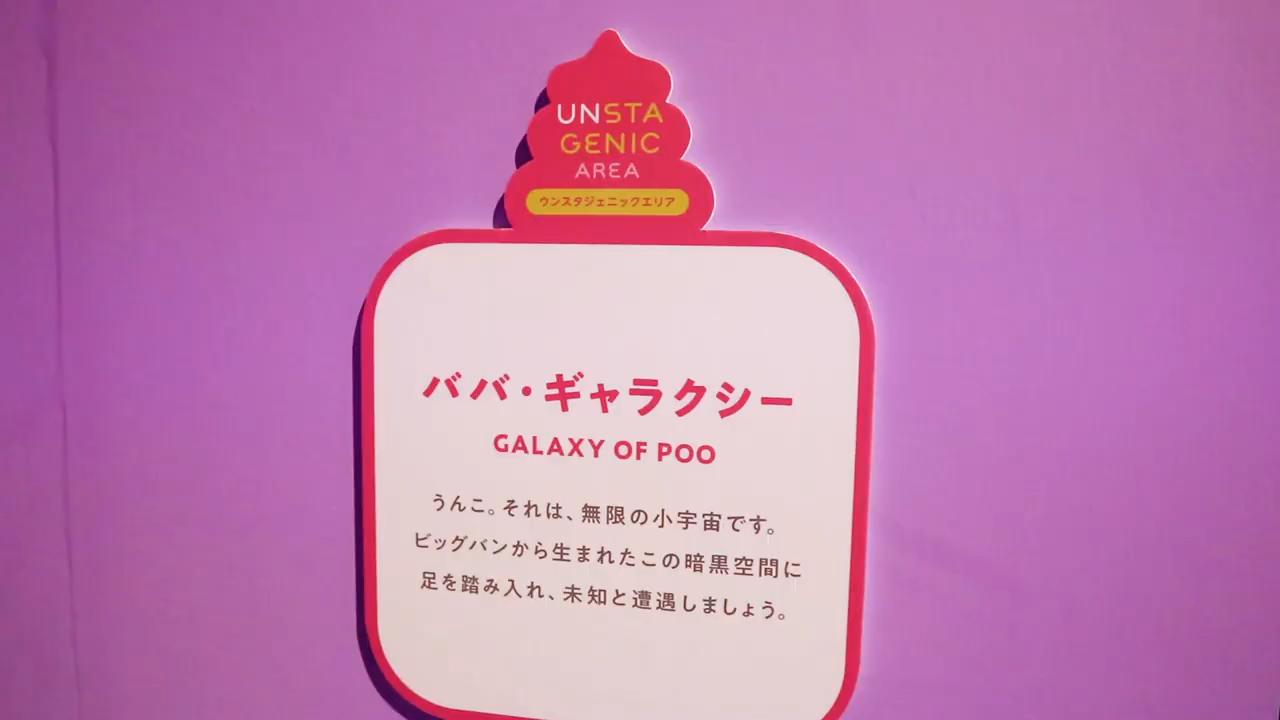 UNSTA
GENIC
AREA
ウンスタジェニックエリア
ババ・ギャラクシー
GALAXY OF POO
うんこ。それは、無限の小宇宙です。
ビッグバンから生まれたこの暗黒空間に
足を踏み入れ、未知と遭遇しましょう。